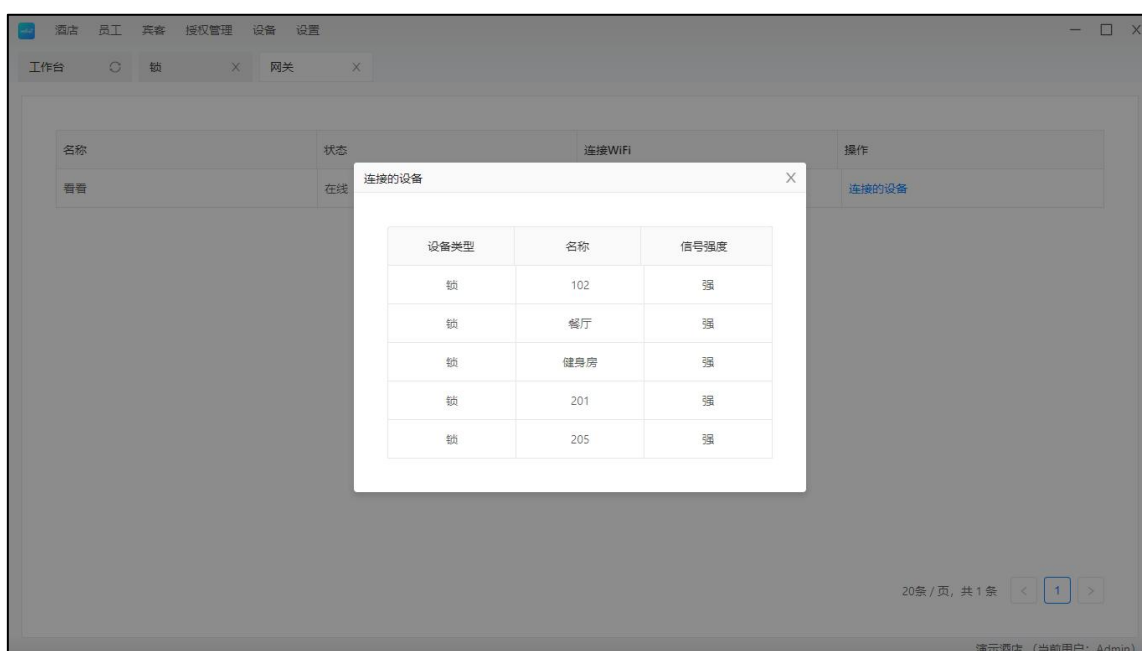 酒店 员工 宾客 授权管理 设备 设置
工作台 锁 网关
名称 状态 连接WiFi 操作
看看 在线 连接的设备
连接的设备
设备类型 名称 信号强度
锁 102 强
锁 餐厅 强
锁 健身房 强
锁 201 强
锁 205 强
20条 / 页, 共 1 条 < 1 >
演示酒店 （当前用户：Admin）